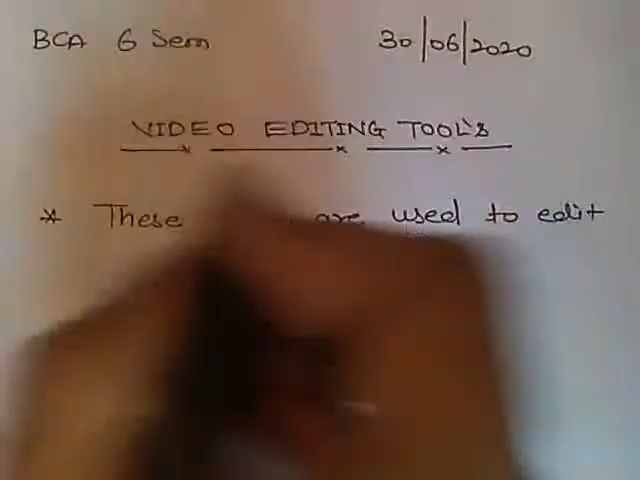 BCA 6 Sem 30/06/2020
VIDEO EDITING TOOL'S
* These are used to edit